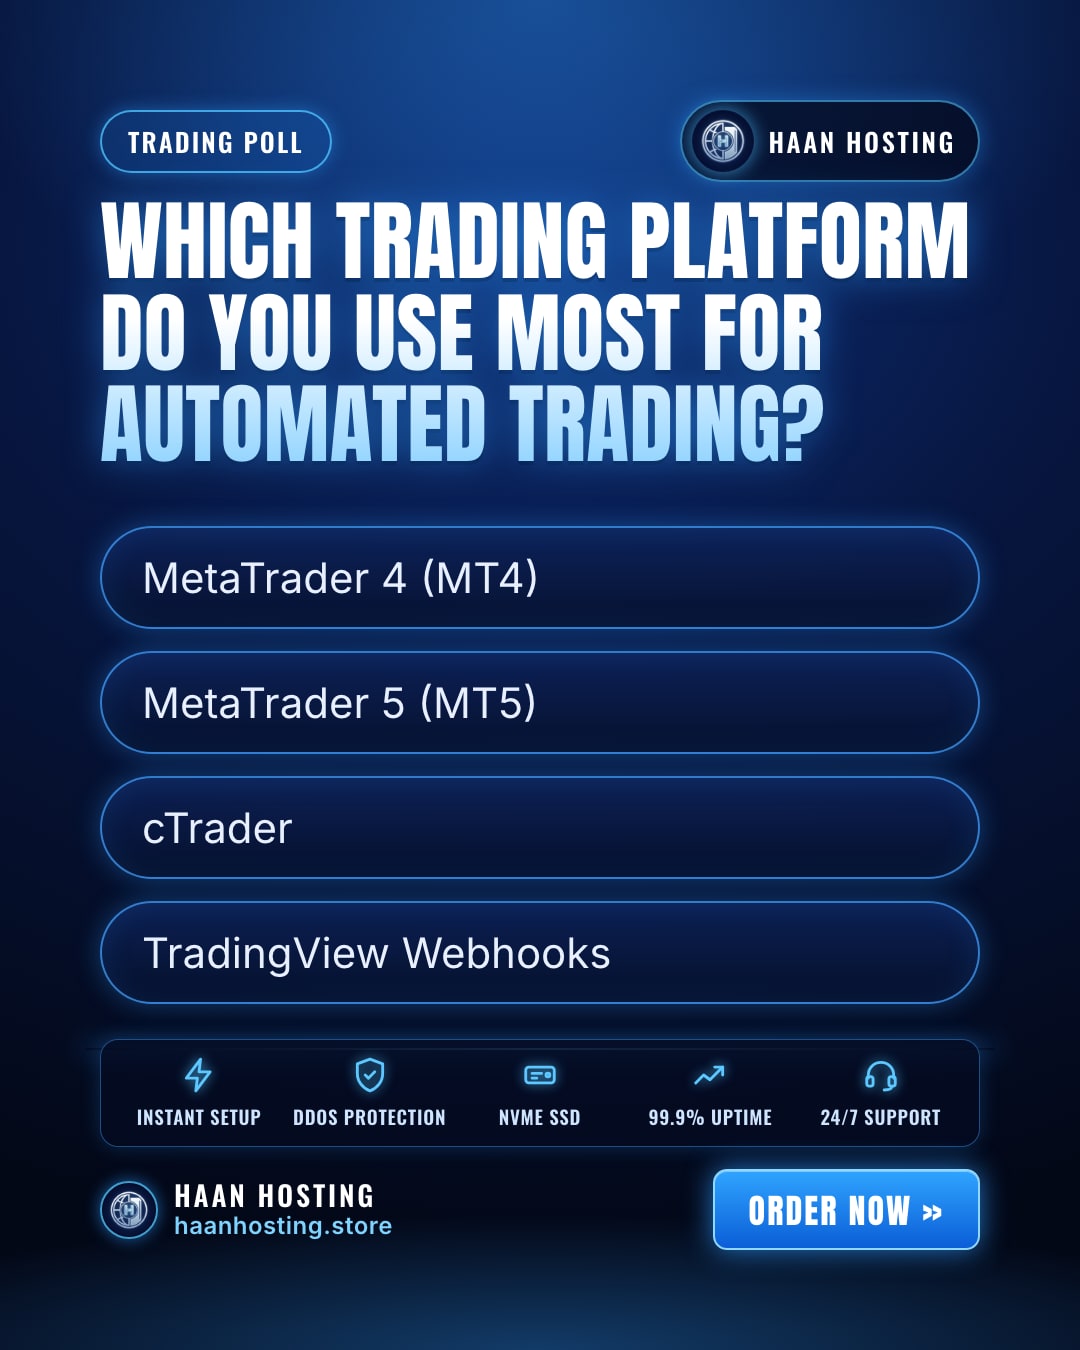 TRADING POLL
HAAN HOSTING
WHICH TRADING PLATFORM
DO YOU USE MOST FOR
AUTOMATED TRADING?
MetaTrader 4 (MT4)
MetaTrader 5 (MT5)
cTrader
TradingView Webhooks
INSTANT SETUP
DDOS PROTECTION
NVME SSD
99.9% UPTIME
24/7 SUPPORT
HAAN HOSTING
haanhosting.store
ORDER NOW »